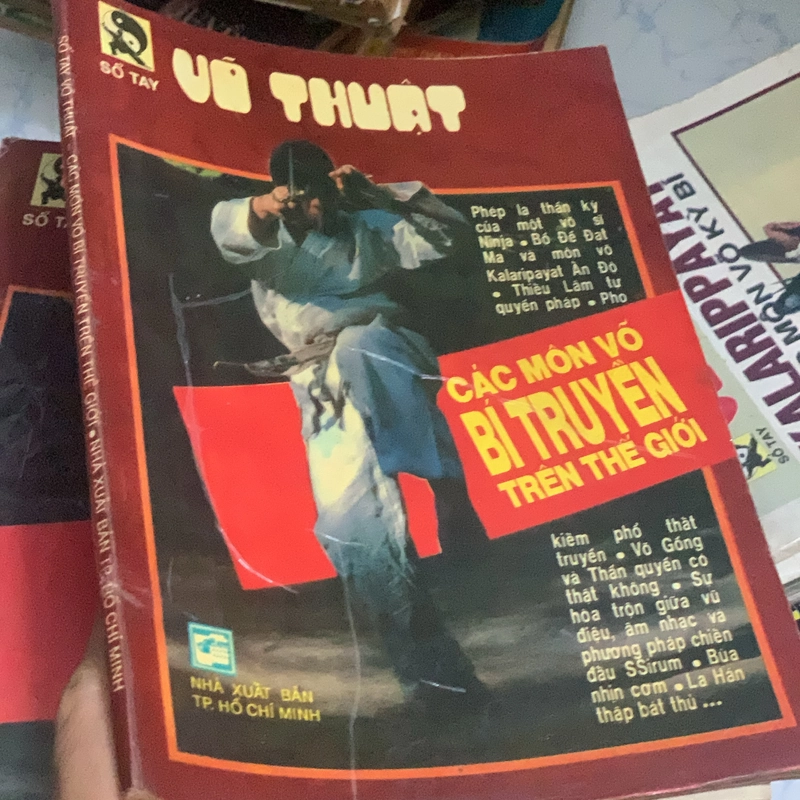 SỔ TAY
VÕ THUẬT
Phép lạ thần kỳ
của một võ sĩ
Ninja • Bồ Đề Đạt
Ma và môn võ
Kalaripayat Ấn Độ
• Thiếu Lâm tự
quyền pháp • Pho
CÁC MÔN VÕ
BÍ TRUYỀN
TRÊN THẾ GIỚI
kiếm phổ thất
truyền • Võ Gồng
và Thần quyền có
thật không • Sự
hòa trộn giữa vũ
điệu, âm nhạc và
phương pháp chiến
đấu SSirum • Bùa
nhịn cơm • La Hán
thập bát thủ ...
NHÀ XUẤT BẢN
TP. HỒ CHÍ MINH
SỔ TAY VÕ THUẬT - CÁC MÔN VÕ BÍ TRUYỀN TRÊN THẾ GIỚI • NHÀ XUẤT BẢN TP. HỒ CHÍ MINH
SỔ TA
KALARIPPAYAT
MÔN VÕ KỲ BÍ
SỔ TAY